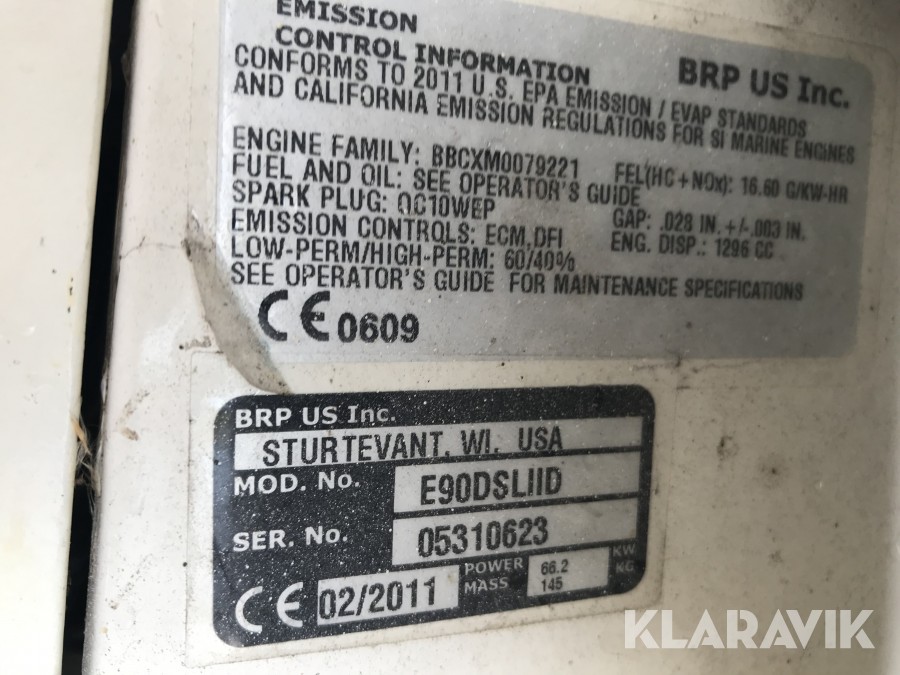 EMISSION
CONTROL INFORMATION BRP US Inc.
CONFORMS TO 2011 U.S. EPA EMISSION / EVAP STANDARDS
AND CALIFORNIA EMISSION REGULATIONS FOR SI MARINE ENGINES
ENGINE FAMILY: BBCXM0079221 FEL(HC+NOx): 16.60 G/KW-HR
FUEL AND OIL: SEE OPERATOR'S GUIDE
SPARK PLUG: QC10WEP GAP: .028 IN. +/-.003 IN.
EMISSION CONTROLS: ECM,DFI ENG. DISP.: 1296 CC
LOW-PERM/HIGH-PERM: 60/40%
SEE OPERATOR'S GUIDE FOR MAINTENANCE SPECIFICATIONS
CE 0609
BRP US Inc.
STURTEVANT, WI, USA
MOD. No. E90DSLIID
SER. No. 05310623
CE 02/2011 POWER 66.2 KW
MASS 145 KG
KLARAVIK